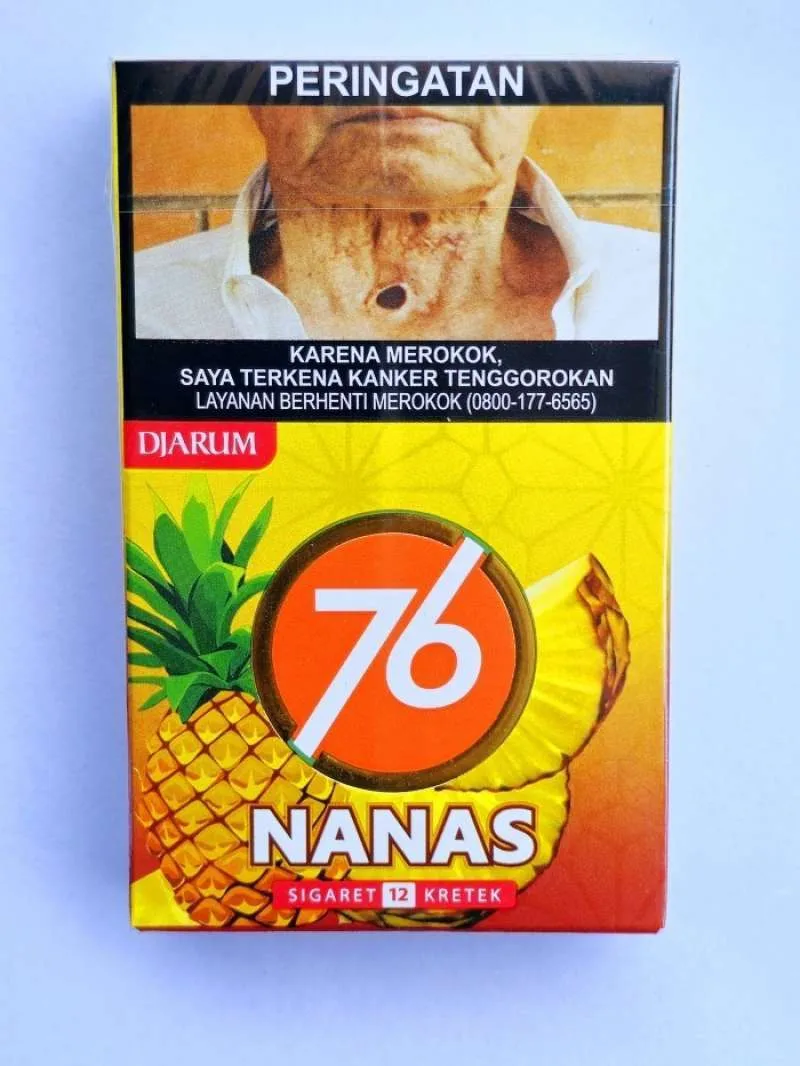 PERINGATAN
KARENA MEROKOK,
SAYA TERKENA KANKER TENGGOROKAN
LAYANAN BERHENTI MEROKOK (0800-177-6565)
DJARUM
76
NANAS
SIGARET 12 KRETEK